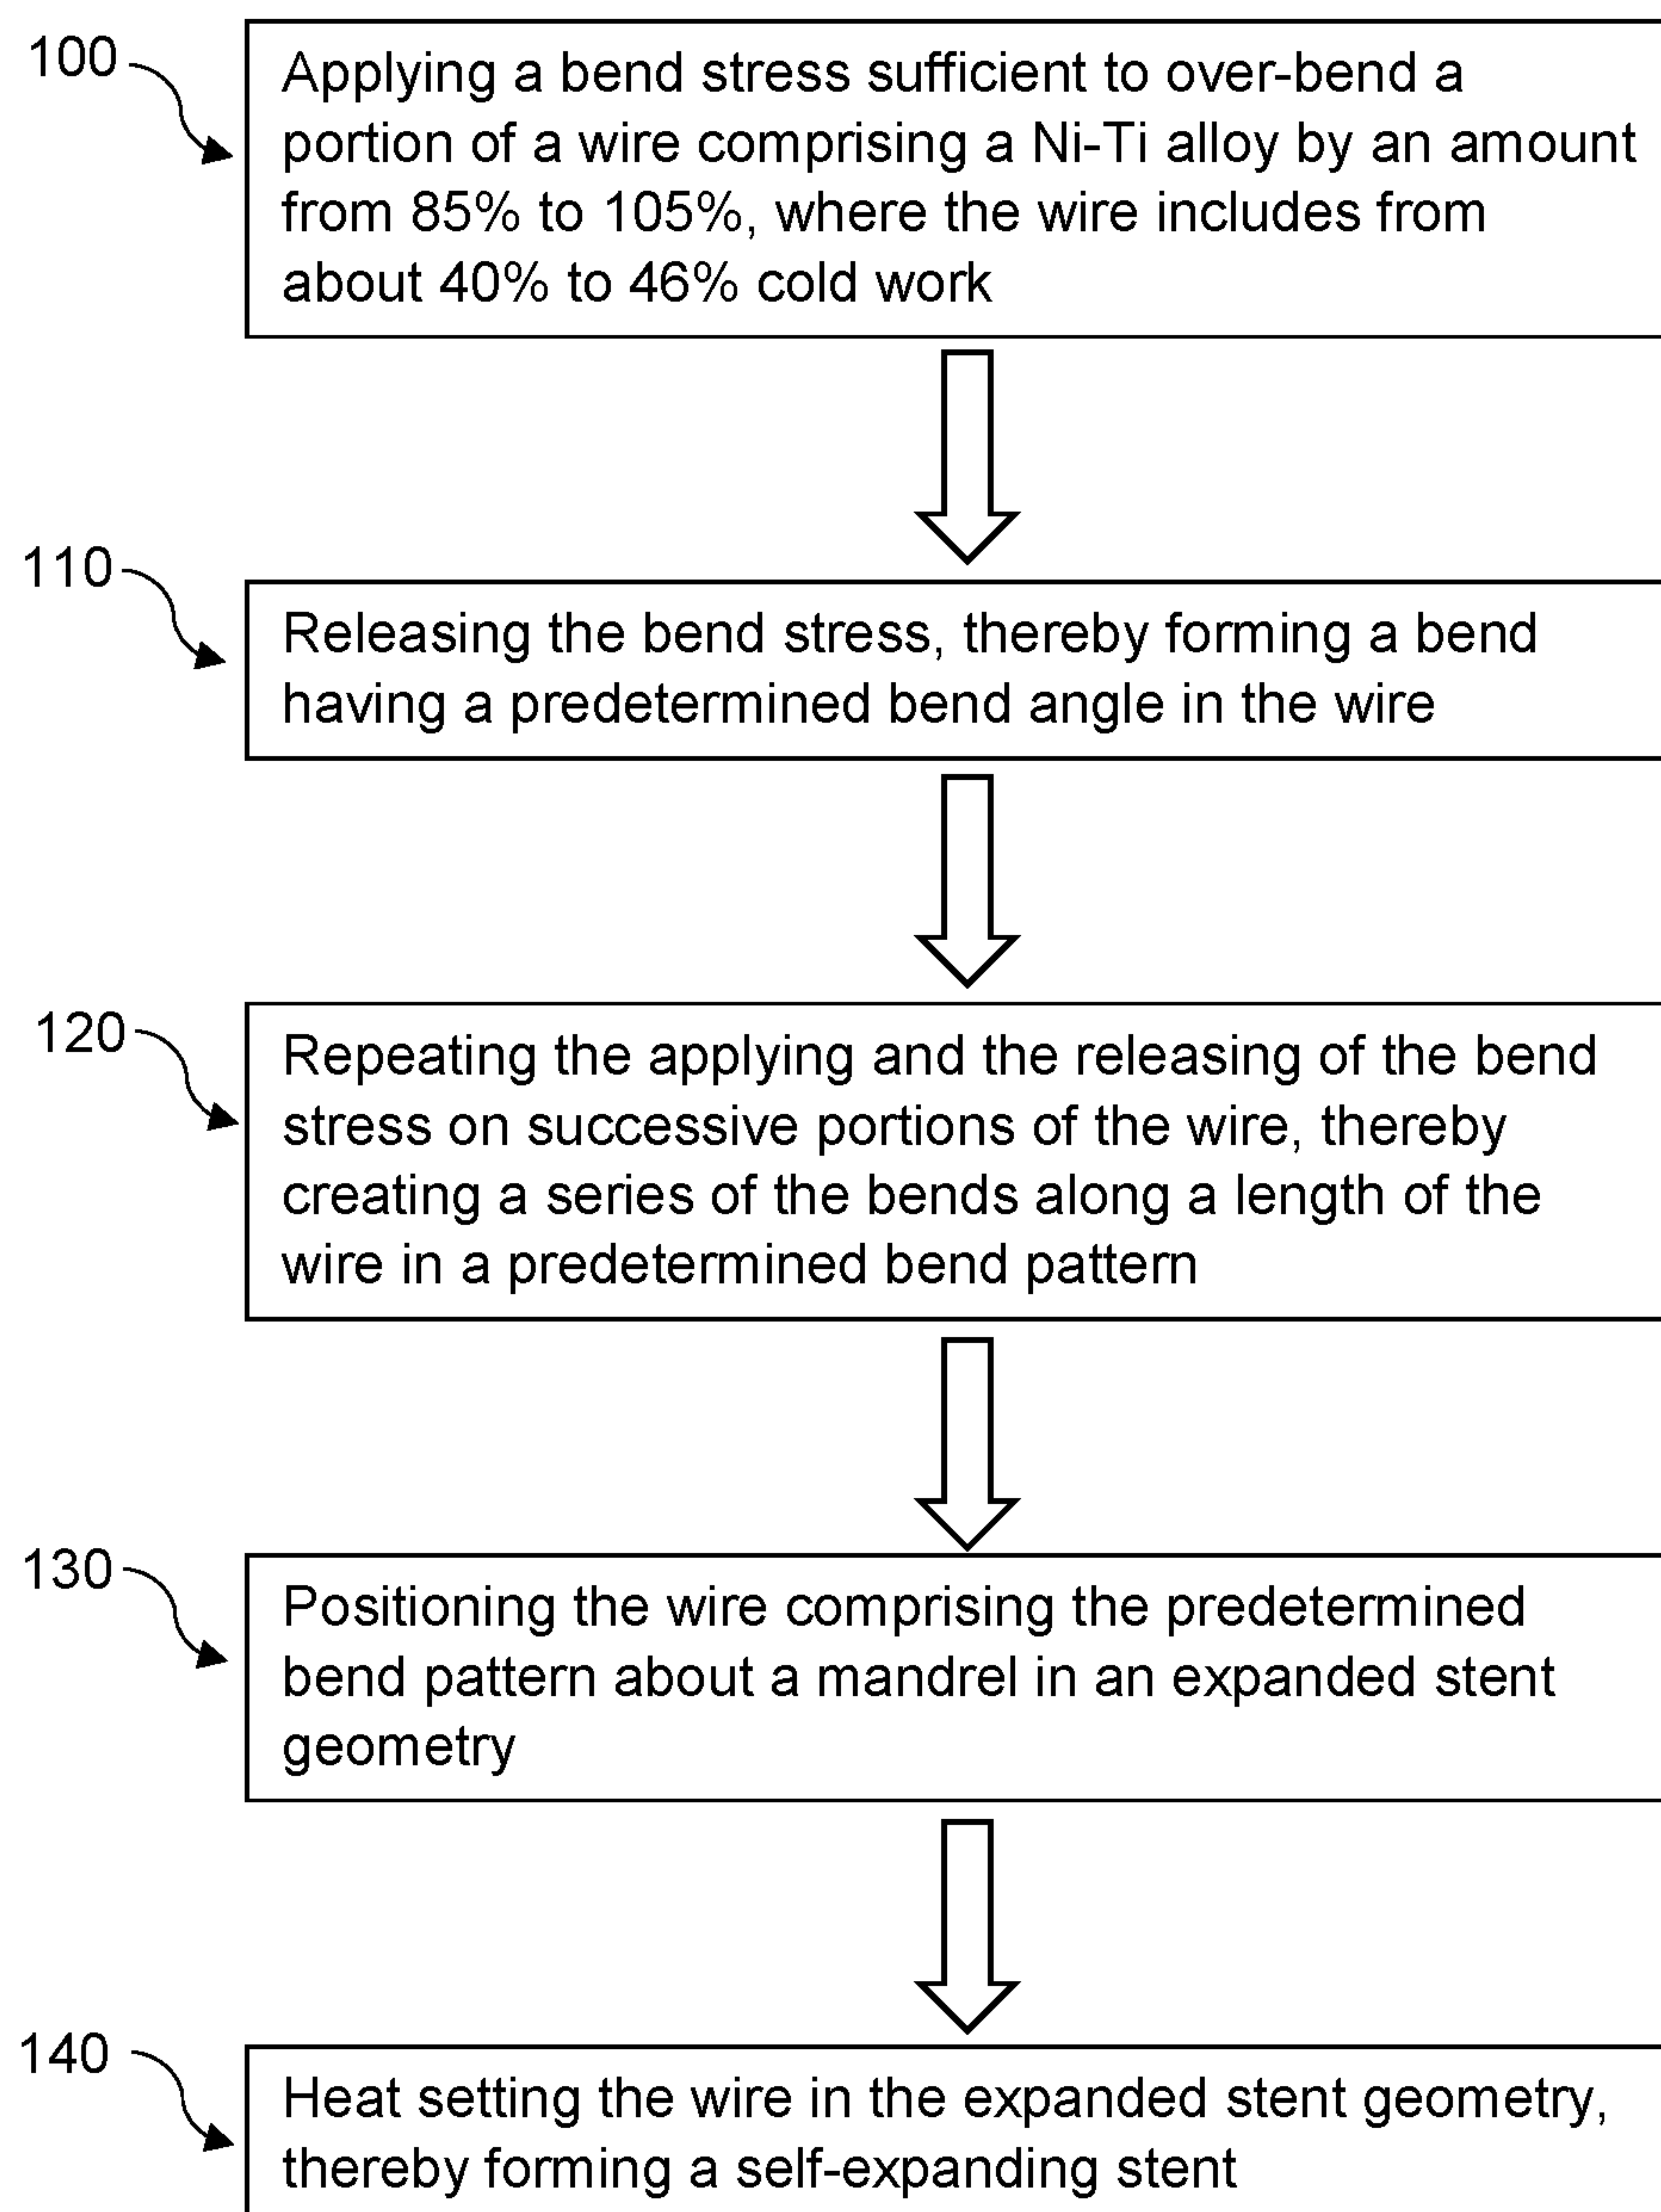 100
Applying a bend stress sufficient to over-bend a
portion of a wire comprising a Ni-Ti alloy by an amount
from 85% to 105%, where the wire includes from
about 40% to 46% cold work
110
Releasing the bend stress, thereby forming a bend
having a predetermined bend angle in the wire
120
Repeating the applying and the releasing of the bend
stress on successive portions of the wire, thereby
creating a series of the bends along a length of the
wire in a predetermined bend pattern
130
Positioning the wire comprising the predetermined
bend pattern about a mandrel in an expanded stent
geometry
140
Heat setting the wire in the expanded stent geometry,
thereby forming a self-expanding stent